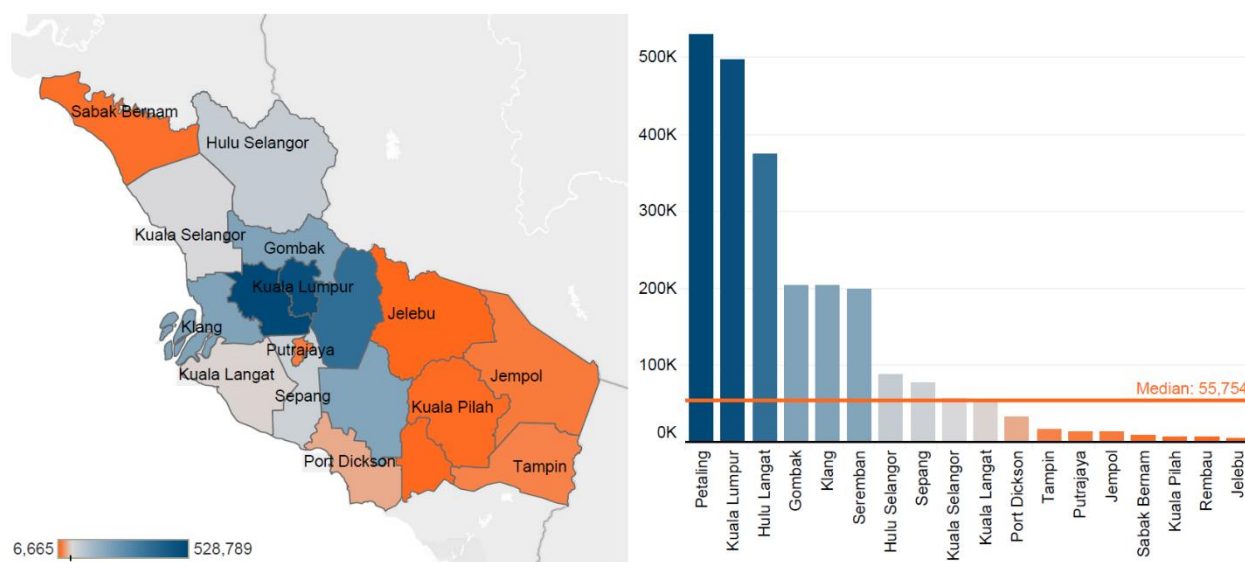 Sabak Bernam
Hulu Selangor
Kuala Selangor
Gombak
Kuala Lumpur
Klang
Jelebu
Putrajaya
Kuala Langat
Sepang
Jempol
Kuala Pilah
Port Dickson
Tampin
6,665
528,789
500K
400K
300K
200K
100K
0K
Median: 55,754
Petaling
Kuala Lumpur
Hulu Langat
Gombak
Klang
Seremban
Hulu Selangor
Sepang
Kuala Selangor
Kuala Langat
Port Dickson
Tampin
Putrajaya
Jempol
Sabak Bernam
Kuala Pilah
Rembau
Jelebu